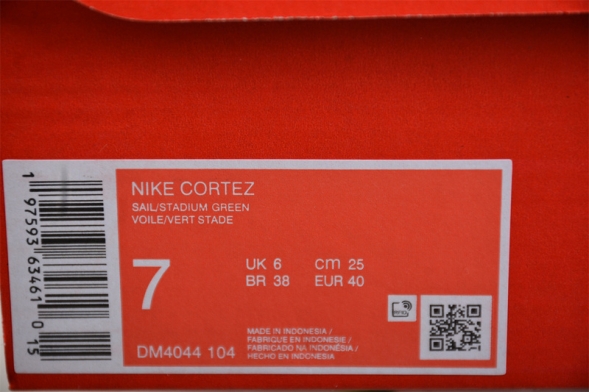 NIKE CORTEZ
SAIL/STADIUM GREEN
VOILE/VERT STADE
7
UK 6 cm 25
BR 38 EUR 40
MADE IN INDONESIA /
FABRIQUE EN INDONESIE /
FABRICADO NA INDONÉSIA /
HECHO EN INDONESIA
DM4044 104
1 97593 63461 0 15